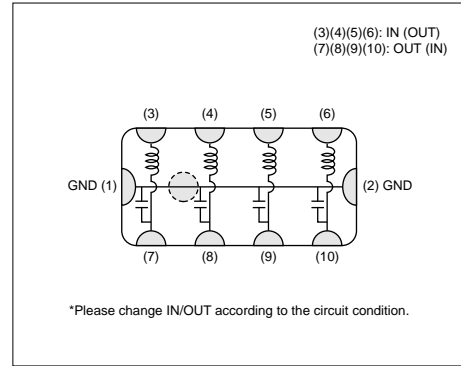 (3)(4)(5)(6): IN (OUT)
(7)(8)(9)(10): OUT (IN)
(3) (4) (5) (6)
GND (1) (2) GND
(7) (8) (9) (10)
*Please change IN/OUT according to the circuit condition.